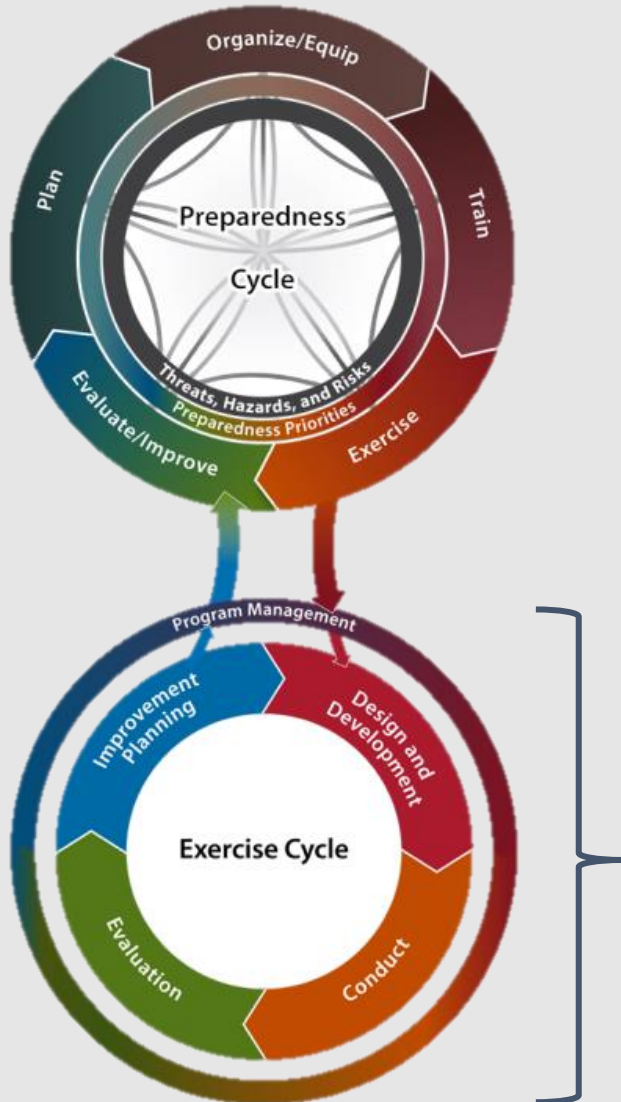 Organize/Equip
Plan
Train
Preparedness
Cycle
Threats, Hazards, and Risks
Preparedness Priorities
Evaluate/Improve
Exercise
Program Management
Improvement
Planning
Design and
Development
Exercise Cycle
Evaluation
Conduct